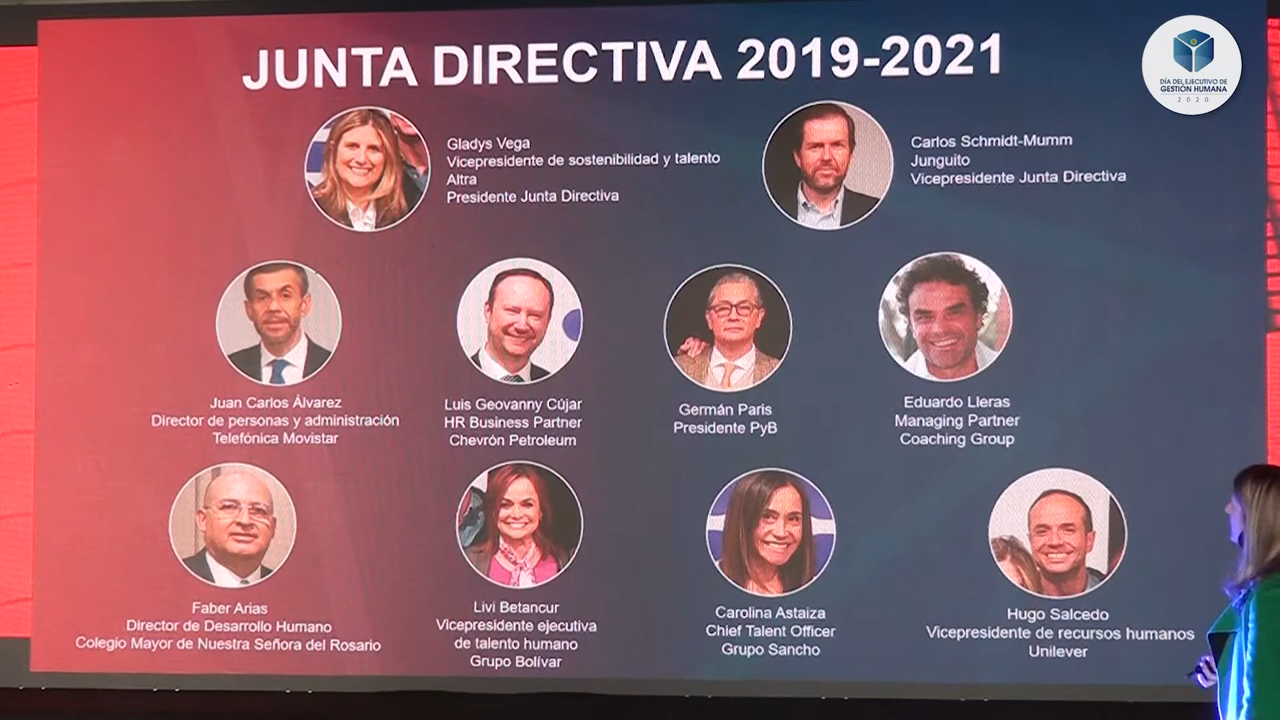 JUNTA DIRECTIVA 2019-2021
DÍA DEL EJECUTIVO DE
GESTIÓN HUMANA
2020
Gladys Vega
Vicepresidente de sostenibilidad y talento
Altra
Presidente Junta Directiva
Carlos Schmidt-Mumm
Junguito
Vicepresidente Junta Directiva
Juan Carlos Álvarez
Director de personas y administración
Telefónica Movistar
Luis Geovanny Cújar
HR Business Partner
Chevrón Petroleum
Germán Paris
Presidente PyB
Eduardo Lleras
Managing Partner
Coaching Group
Faber Arias
Director de Desarrollo Humano
Colegio Mayor de Nuestra Señora del Rosario
Livi Betancur
Vicepresidente ejecutiva
de talento humano
Grupo Bolívar
Carolina Astaiza
Chief Talent Officer
Grupo Sancho
Hugo Salcedo
Vicepresidente de recursos humanos
Unilever